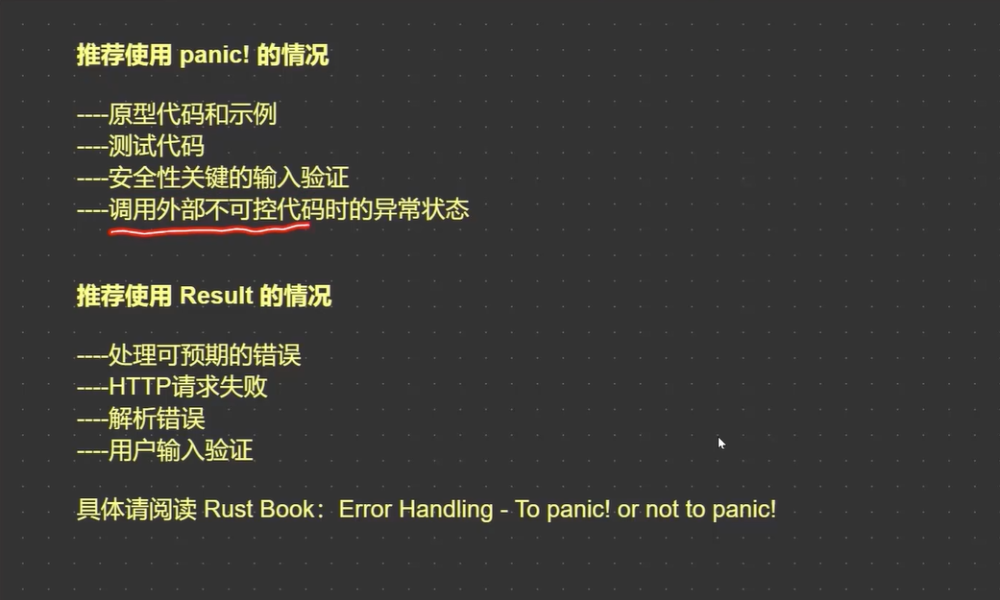 推荐使用 panic! 的情况
----原型代码和示例
----测试代码
----安全性关键的输入验证
----调用外部不可控代码时的异常状态
推荐使用 Result 的情况
----处理可预期的错误
----HTTP请求失败
----解析错误
----用户输入验证
具体请阅读 Rust Book：Error Handling - To panic! or not to panic!